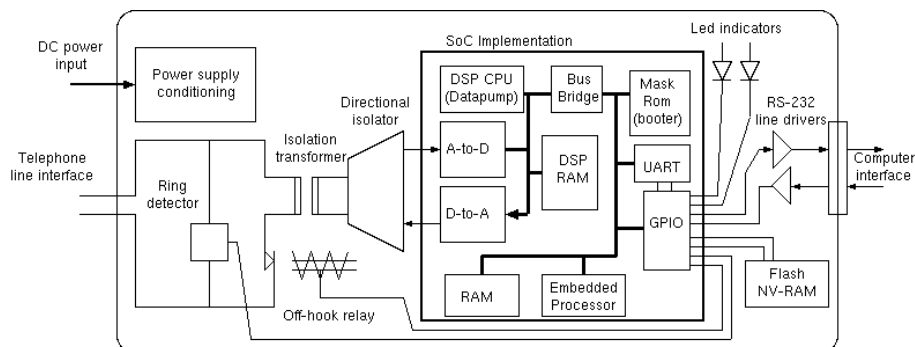 DC power
input
Power supply
conditioning
Telephone
line interface
Ring
detector
Isolation
transformer
Directional
isolator
Off-hook relay
SoC Implementation
DSP CPU
(Datapump)
Bus
Bridge
Mask
Rom
(booter)
A-to-D
DSP
RAM
UART
D-to-A
GPIO
RAM
Embedded
Processor
Led indicators
RS-232
line drivers
Computer
interface
Flash
NV-RAM